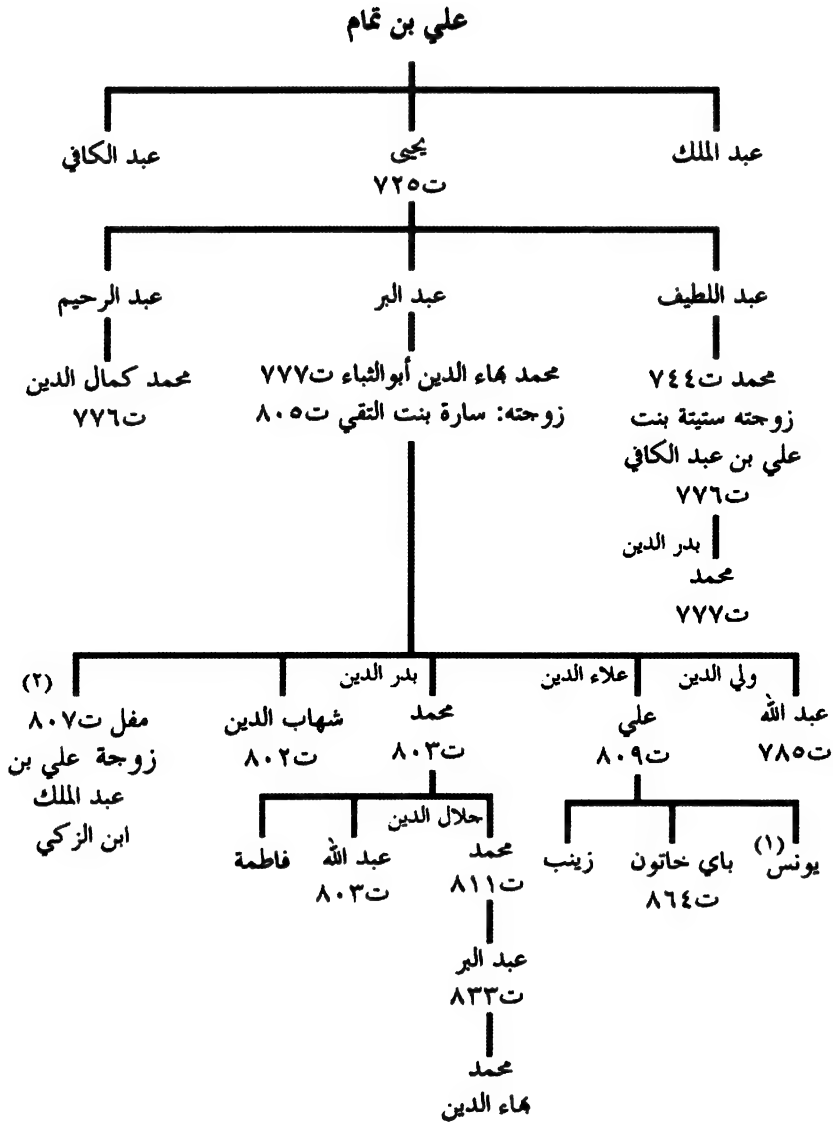 علي بن تمام
عبد الملك
يحيى
ت٧٢٥
عبد الكافي
عبد اللطيف
عبد البر
عبد الرحيم
محمد ت٧٤٤
زوجته ستيتة بنت
علي بن عبد الكافي
ت٧٧٦
محمد بهاء الدين أبوالثباء ت٧٧٧
زوجته: سارة بنت التقي ت٨٠٥
محمد كمال الدين
ت٧٧٦
بدر الدين
محمد
ت٧٧٧
ولي الدين
عبد الله
ت٧٨٥
علاء الدين
علي
ت٨٠٩
بدر الدين
محمد
ت٨٠٣
شهاب الدين
ت٨٠٢
(٢)
مفل ت٨٠٧
زوجة علي بن
عبد الملك
ابن الزكي
يونس (١)
باي خاتون
ت٨٦٤
زينب
جلال الدين
محمد
ت٨١١
عبد الله
ت٨٠٣
فاطمة
عبد البر
ت٨٣٣
محمد
بهاء الدين